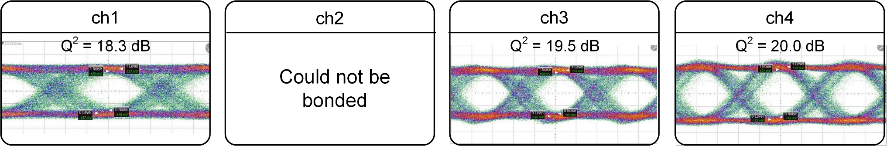 ch1
Q² = 18.3 dB
ch2
Could not be
bonded
ch3
Q² = 19.5 dB
ch4
Q² = 20.0 dB